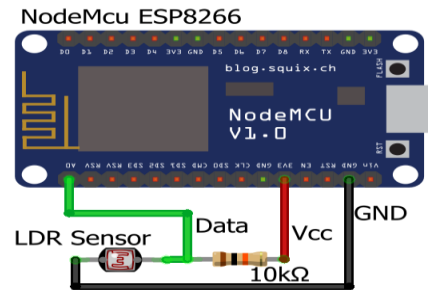 NodeMcu ESP8266
D0 D1 D2 D3 D4 3V3 GND D5 D6 D7 D8 RX TX GND 3V3
FLASH
blog.squix.ch
NodeMCU
V1.0
RST
A0 RSV RSV SD3 SD2 SD1 CMD SD0 CLK GND 3V3 EN RST GND Vin
GND
Data
Vcc
LDR Sensor
10kΩ